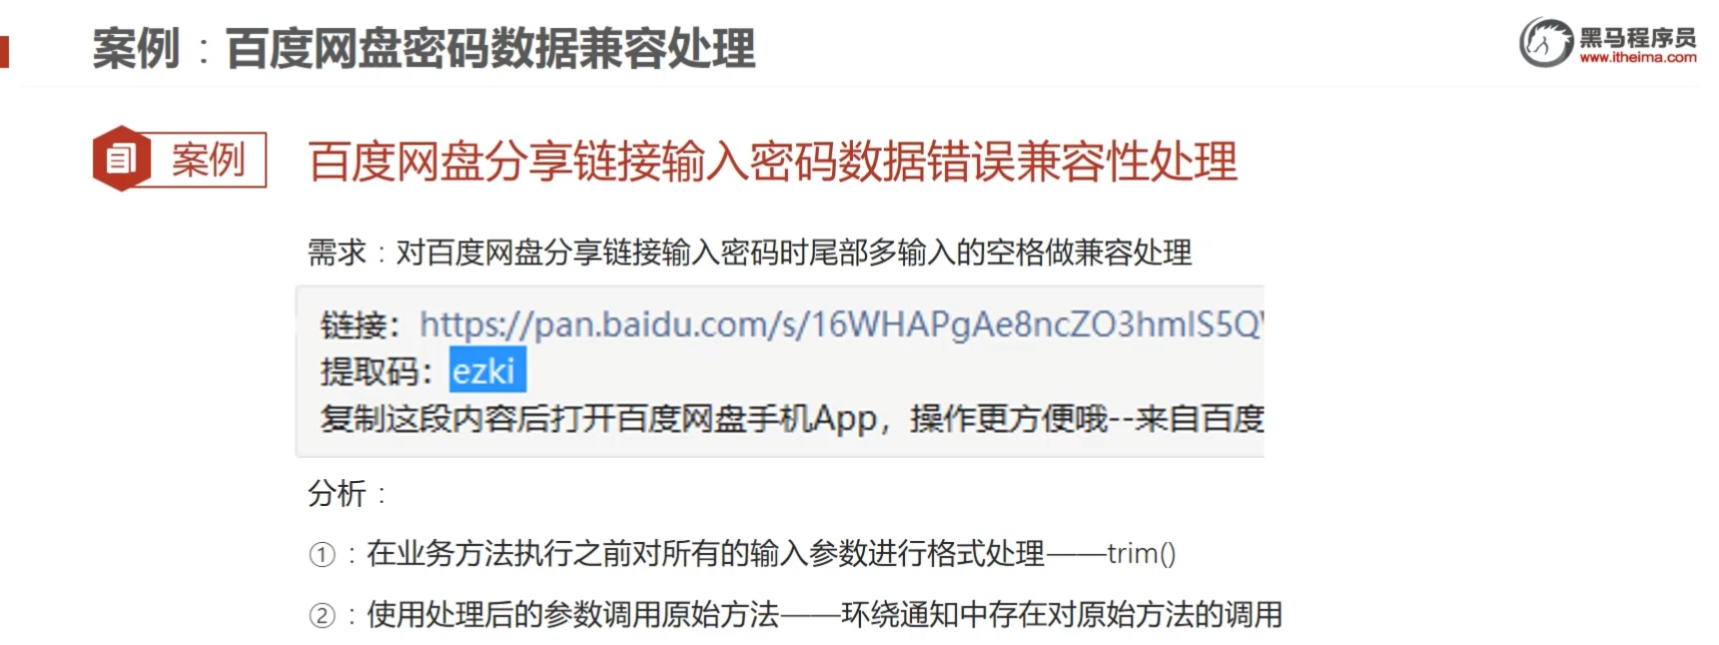 案例：百度网盘密码数据兼容处理
黑马程序员
www.itheima.com
案例
百度网盘分享链接输入密码数据错误兼容性处理
需求：对百度网盘分享链接输入密码时尾部多输入的空格做兼容处理
链接：https://pan.baidu.com/s/16WHAPgAe8ncZO3hmIS5Q
提取码：ezki
复制这段内容后打开百度网盘手机App，操作更方便哦--来自百度
分析：
①：在业务方法执行之前对所有的输入参数进行格式处理——trim()
②：使用处理后的参数调用原始方法——环绕通知中存在对原始方法的调用